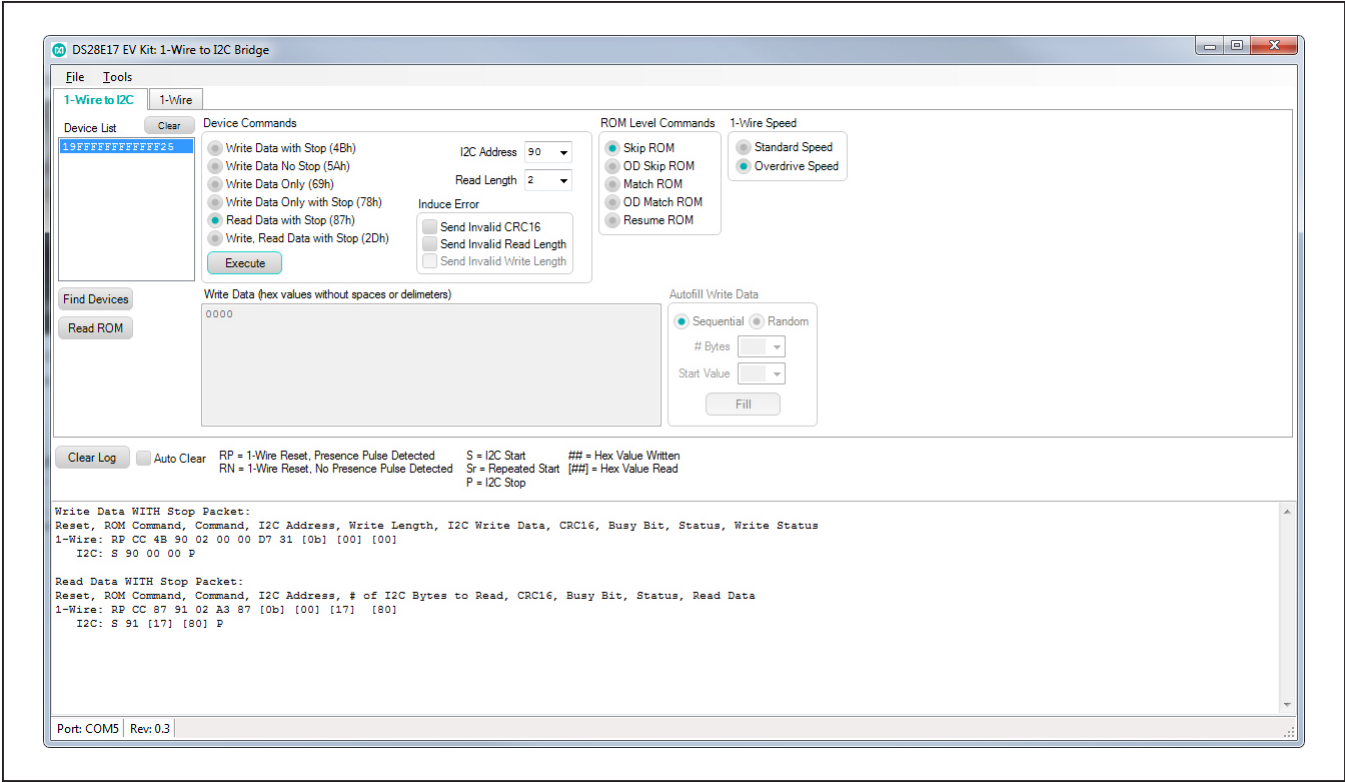 DS28E17 EV Kit: 1-Wire to I2C Bridge
File Tools
1-Wire to I2C 1-Wire
Device List Clear
19FFFFFFFFFFFF25
Find Devices
Read ROM
Device Commands
Write Data with Stop (4Bh)
Write Data No Stop (5Ah)
Write Data Only (69h)
Write Data Only with Stop (78h)
Read Data with Stop (87h)
Write, Read Data with Stop (2Dh)
Execute
I2C Address 90
Read Length 2
Induce Error
Send Invalid CRC16
Send Invalid Read Length
Send Invalid Write Length
ROM Level Commands
Skip ROM
OD Skip ROM
Match ROM
OD Match ROM
Resume ROM
1-Wire Speed
Standard Speed
Overdrive Speed
Write Data (hex values without spaces or delimeters)
0000
Autofill Write Data
Sequential Random
# Bytes
Start Value
Fill
Clear Log Auto Clear
RP = 1-Wire Reset, Presence Pulse Detected
RN = 1-Wire Reset, No Presence Pulse Detected
S = I2C Start
Sr = Repeated Start
P = I2C Stop
## = Hex Value Written
[##] = Hex Value Read
Write Data WITH Stop Packet:
Reset, ROM Command, Command, I2C Address, Write Length, I2C Write Data, CRC16, Busy Bit, Status, Write Status
1-Wire: RP CC 4B 90 02 00 00 D7 31 [0b] [00] [00]
I2C: S 90 00 00 P
Read Data WITH Stop Packet:
Reset, ROM Command, Command, I2C Address, # of I2C Bytes to Read, CRC16, Busy Bit, Status, Read Data
1-Wire: RP CC 87 91 02 A3 87 [0b] [00] [17] [80]
I2C: S 91 [17] [80] P
Port: COM5 Rev: 0.3